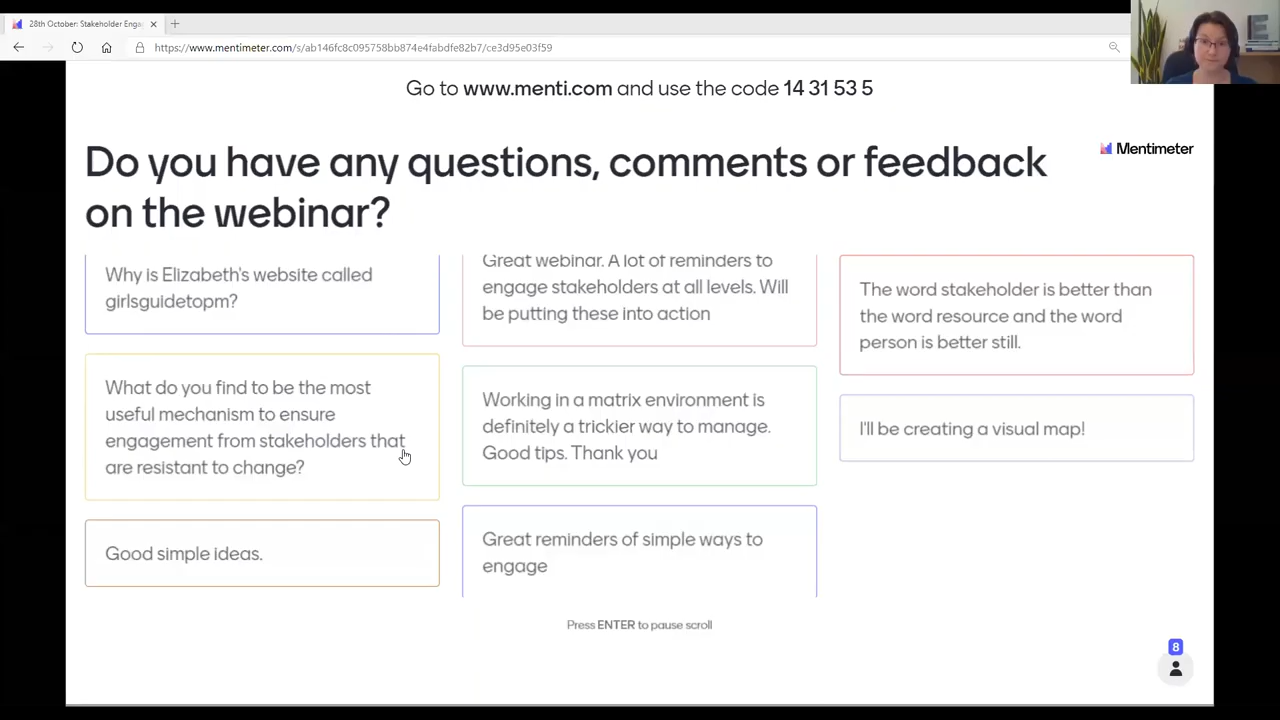 28th October: Stakeholder Enga
https://www.mentimeter.com/s/ab146fc8c095758bb874e4fabdfe82b7/ce3d95e03f55
Go to www.menti.com and use the code 14 31 53 5
Do you have any questions, comments or feedback
on the webinar?
Mentimeter
Why is Elizabeth's website called
girlsguidetopm?
What do you find to be the most
useful mechanism to ensure
engagement from stakeholders that
are resistant to change?
Good simple ideas.
Great webinar. A lot of reminders to
engage stakeholders at all levels. Will
be putting these into action
Working in a matrix environment is
definitely a trickier way to manage.
Good tips. Thank you
Great reminders of simple ways to
engage
The word stakeholder is better than
the word resource and the word
person is better still.
I'll be creating a visual map!
Press ENTER to pause scroll
8